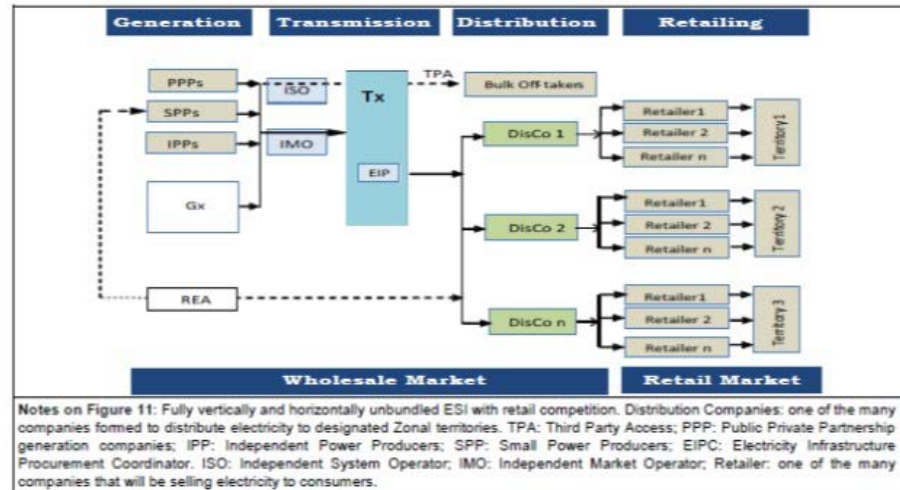 Generation Transmission Distribution Retailing
PPPs
ISO
Tx
TPA
Bulk Off-takers
SPPs
IPPs
IMO
EIP
Gx
REA
DisCo 1
Retailer1
Retailer 2
Retailer n
Territory 1
DisCo 2
Retailer1
Retailer 2
Retailer n
Territory 2
DisCo n
Retailer1
Retailer 2
Retailer n
Territory 3
Wholesale Market Retail Market
Notes on Figure 11: Fully vertically and horizontally unbundled ESI with retail competition. Distribution Companies: one of the many
companies formed to distribute electricity to designated Zonal territories. TPA: Third Party Access; PPP: Public Private Partnership
generation companies; IPP: Independent Power Producers; SPP: Small Power Producers; EIPC: Electricity Infrastructure
Procurement Coordinator. ISO: Independent System Operator; IMO: Independent Market Operator; Retailer: one of the many
companies that will be selling electricity to consumers.